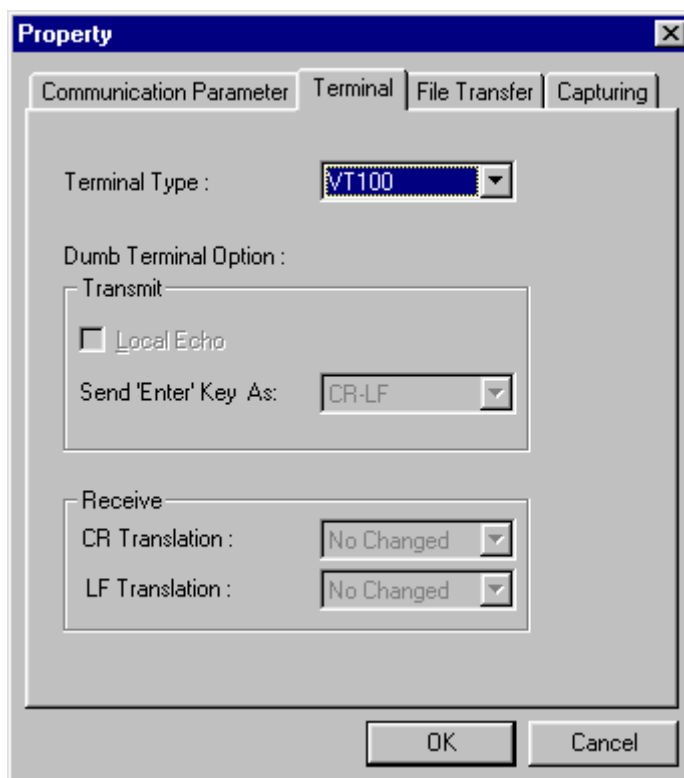 Property
Communication Parameter Terminal File Transfer Capturing
Terminal Type : VT100
Dumb Terminal Option :
Transmit
Local Echo
Send 'Enter' Key As: CR-LF
Receive
CR Translation : No Changed
LF Translation : No Changed
OK Cancel